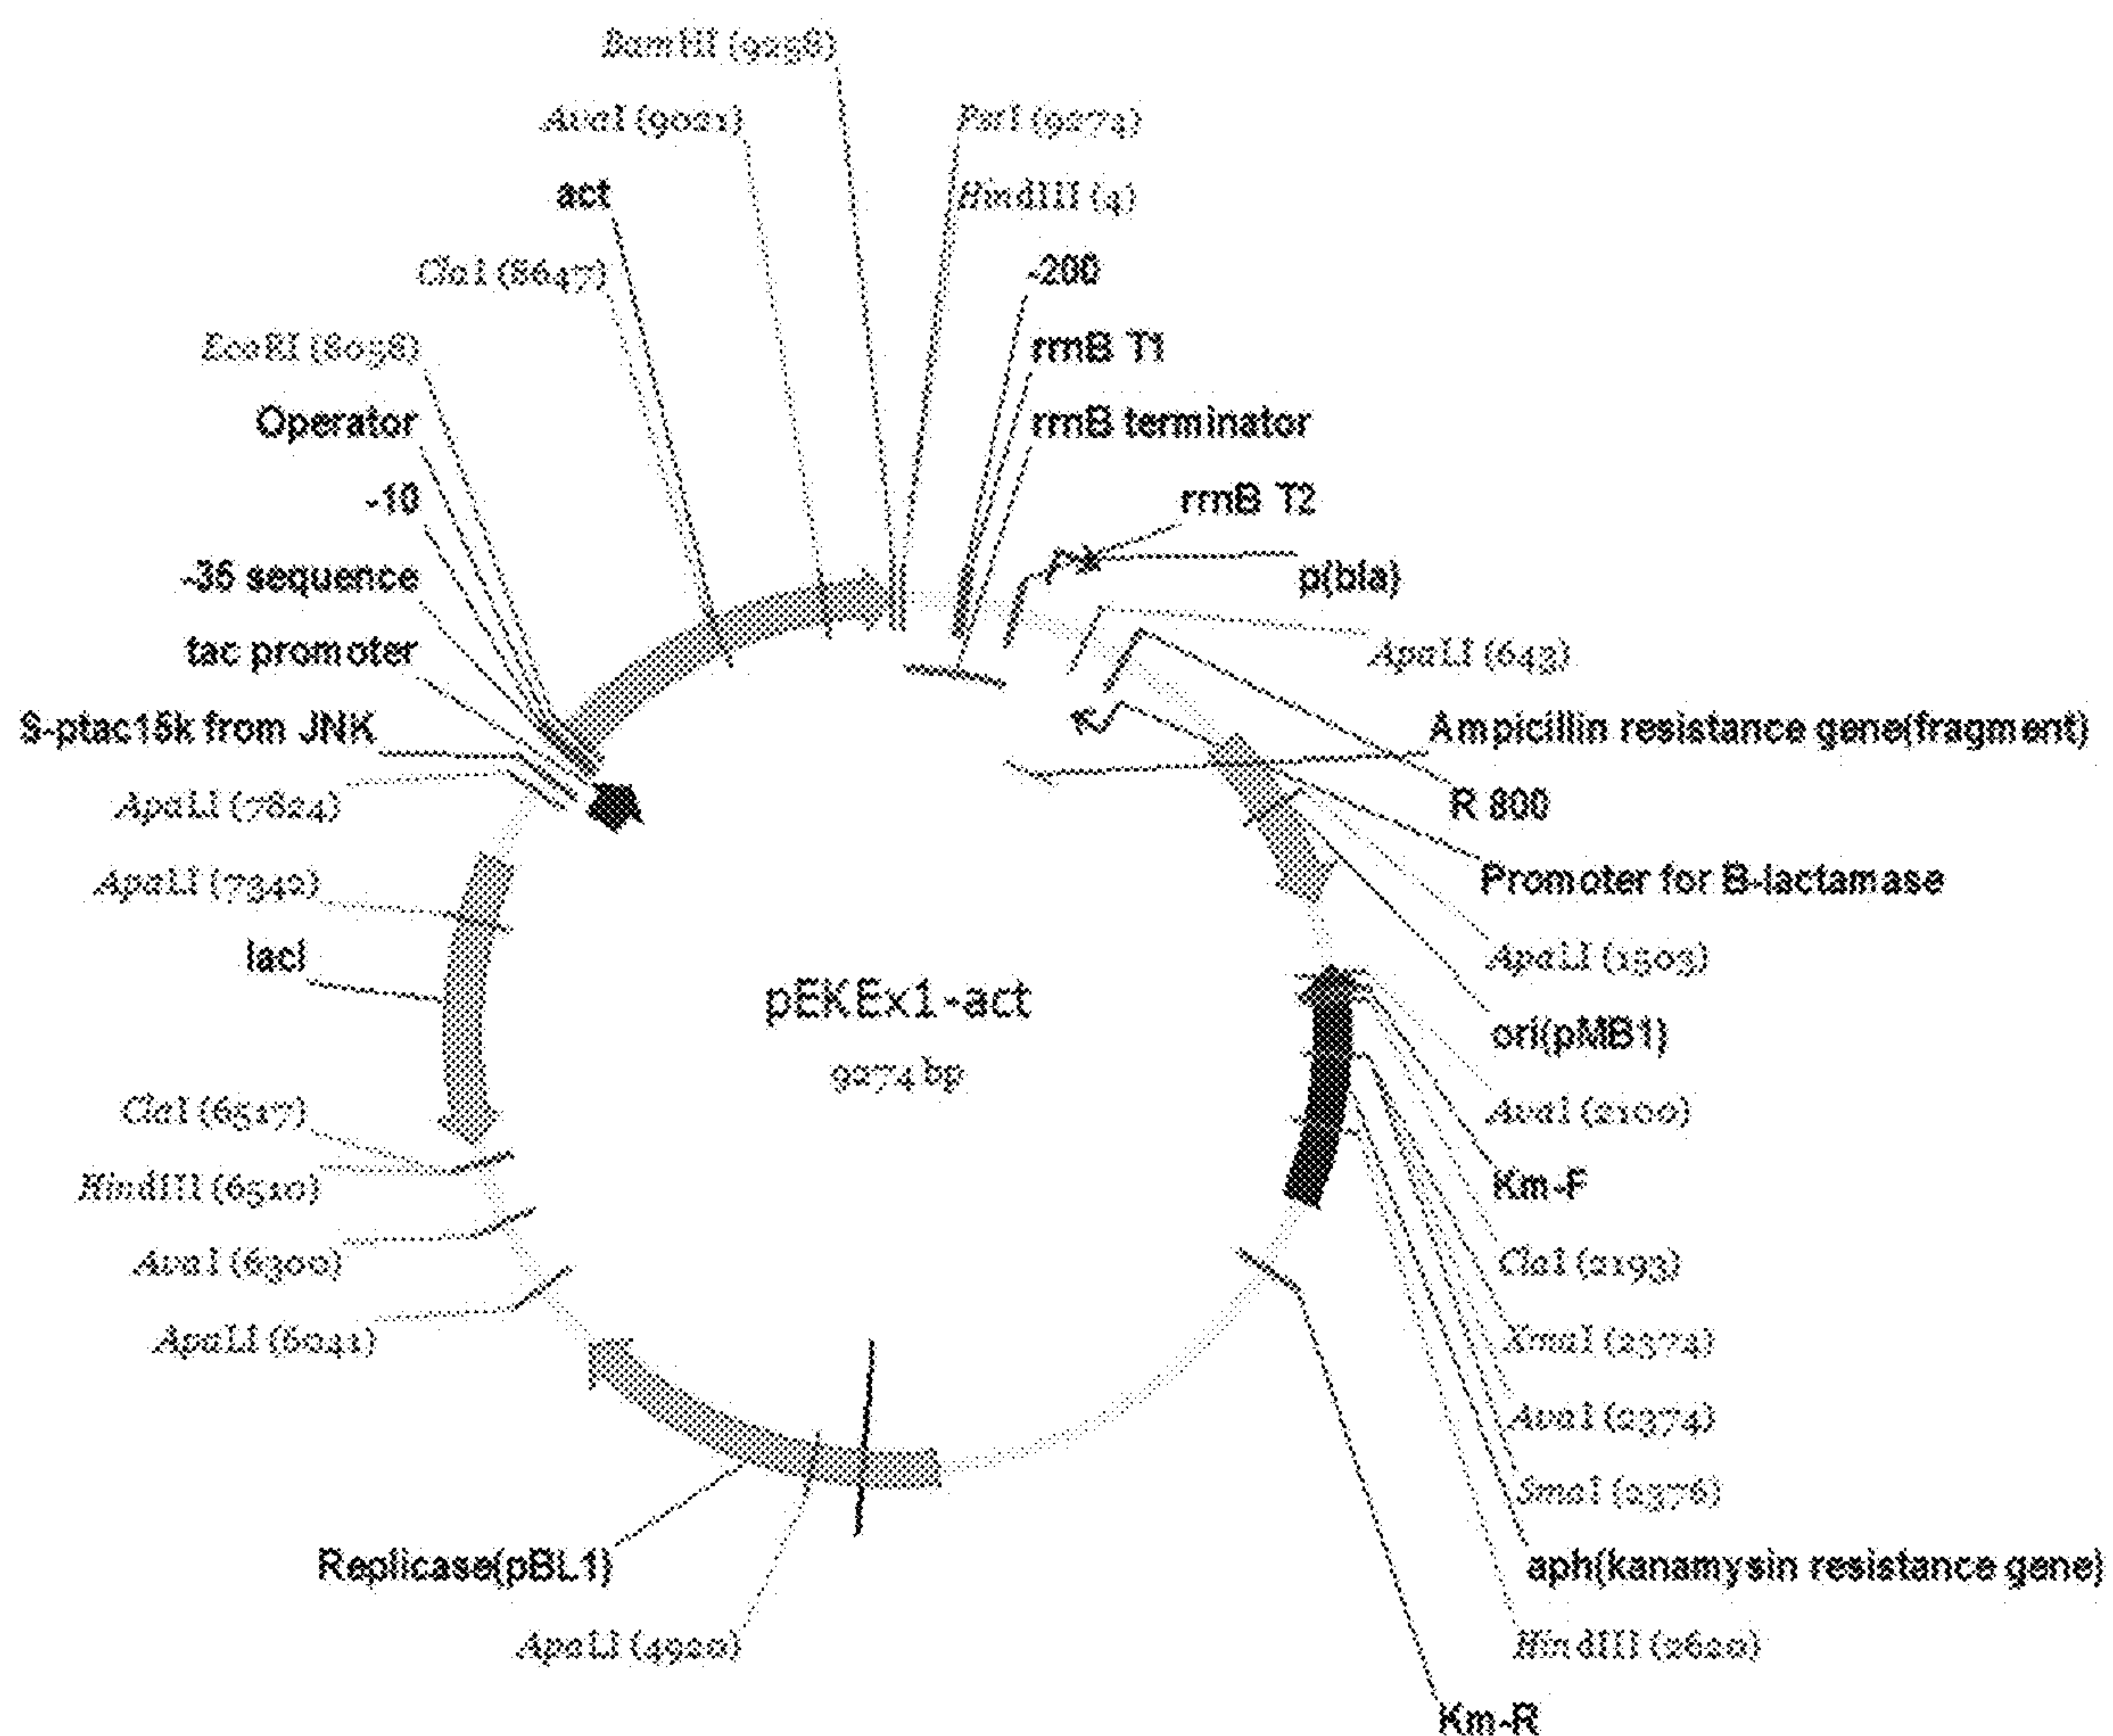 BamHI (9258)
AvaI (9021)
PstI (9274)
act
HindIII (4)
ClaI (8647)
-200
EcoRI (8058)
rrnB T1
Operator
rrnB terminator
-10
rrnB T2
-35 sequence
p(bla)
tac promoter
ApaLI (643)
S-ptac15k from JNK
Ampicillin resistance gene(fragment)
ApaLI (7824)
R 800
ApaLI (7342)
Promoter for B-lactamase
lacI
ApaLI (1505)
pEKEx1-act
9274 bp
ori(pMB1)
ClaI (6517)
AvaI (2100)
HindIII (6510)
Km-F
AvaI (6300)
ClaI (2193)
ApaLI (6041)
XmaI (2374)
AvaI (2374)
SmaI (2376)
Replicase(pBL1)
aph(kanamysin resistance gene)
ApaLI (4920)
HindIII (2620)
Km-R